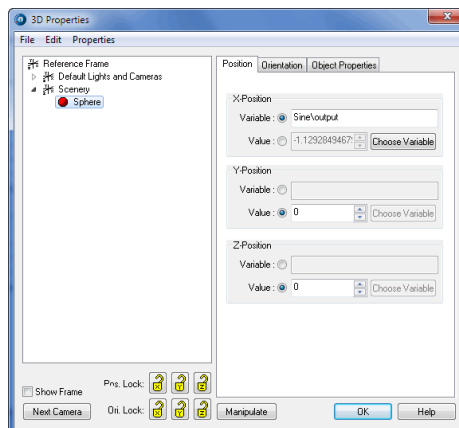 3D Properties
File Edit Properties
Reference Frame
Default Lights and Cameras
Scenery
Sphere
Show Frame
Pos. Lock: X Y Z
Next Camera
Ori. Lock: X Y Z
Position Orientation Object Properties
X-Position
Variable : Sine\output
Value : -1.129284946 Choose Variable
Y-Position
Variable :
Value : 0 Choose Variable
Z-Position
Variable :
Value : 0 Choose Variable
Manipulate OK Help